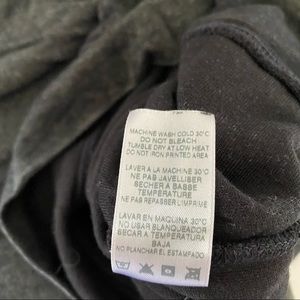 MACHINE WASH COLD 30°C
DO NOT BLEACH
TUMBLE DRY AT LOW HEAT
DO NOT IRON PRINTED AREA
LAVER A LA MACHINE 30°C
NE PAS JAVELLISER
SECHER A BASSE
TEMPERATURE
NE PAS REPASSER L'IMPRIME
LAVAR EN MAQUINA 30°C
NO USAR BLANQUEADOR
SECAR A TEMPERATURA
BAJA
NO PLANCHAR EL ESTAMPADO